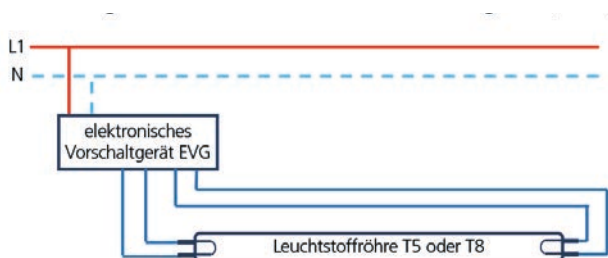 L1
N
elektronisches
Vorschaltgerät EVG
Leuchtstoffröhre T5 oder T8